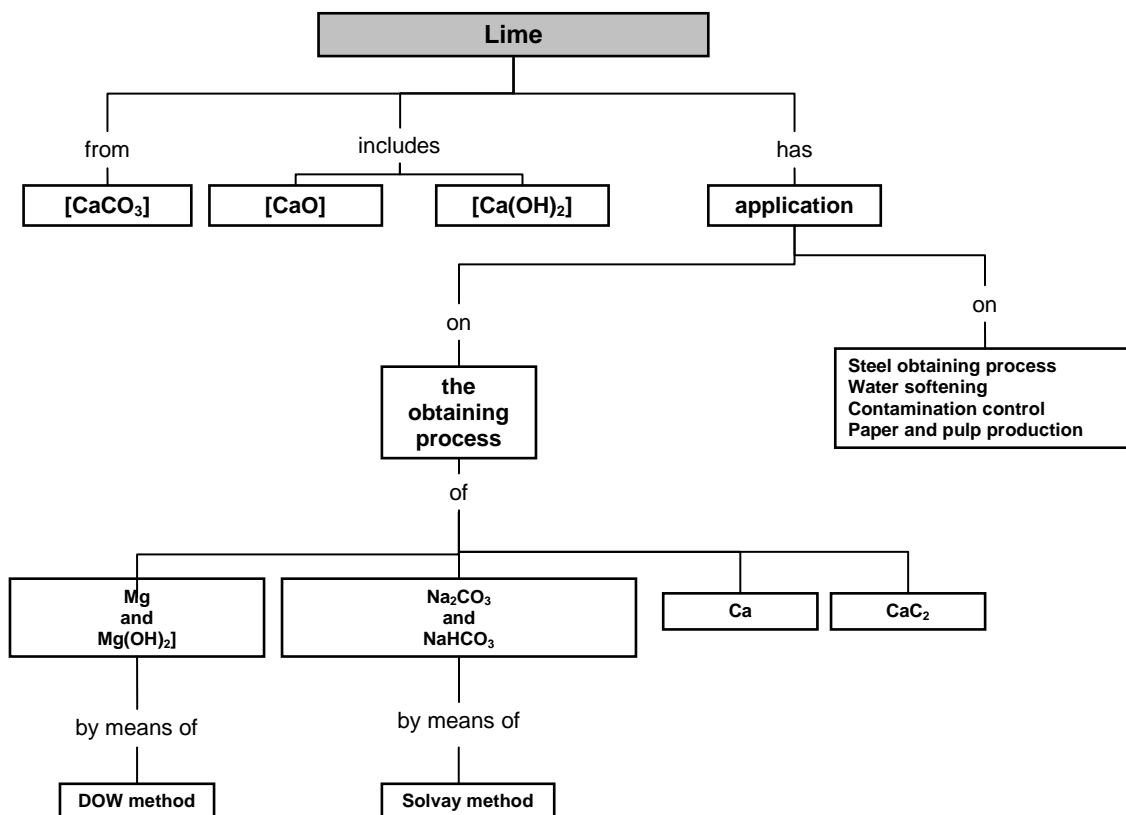 Lime
from
includes
has
[CaCO₃]
[CaO]
[Ca(OH)₂]
application
on
on
the
obtaining
process
Steel obtaining process
Water softening
Contamination control
Paper and pulp production
of
Mg
and
Mg(OH)₂]
Na₂CO₃
and
NaHCO₃
Ca
CaC₂
by means of
by means of
DOW method
Solvay method